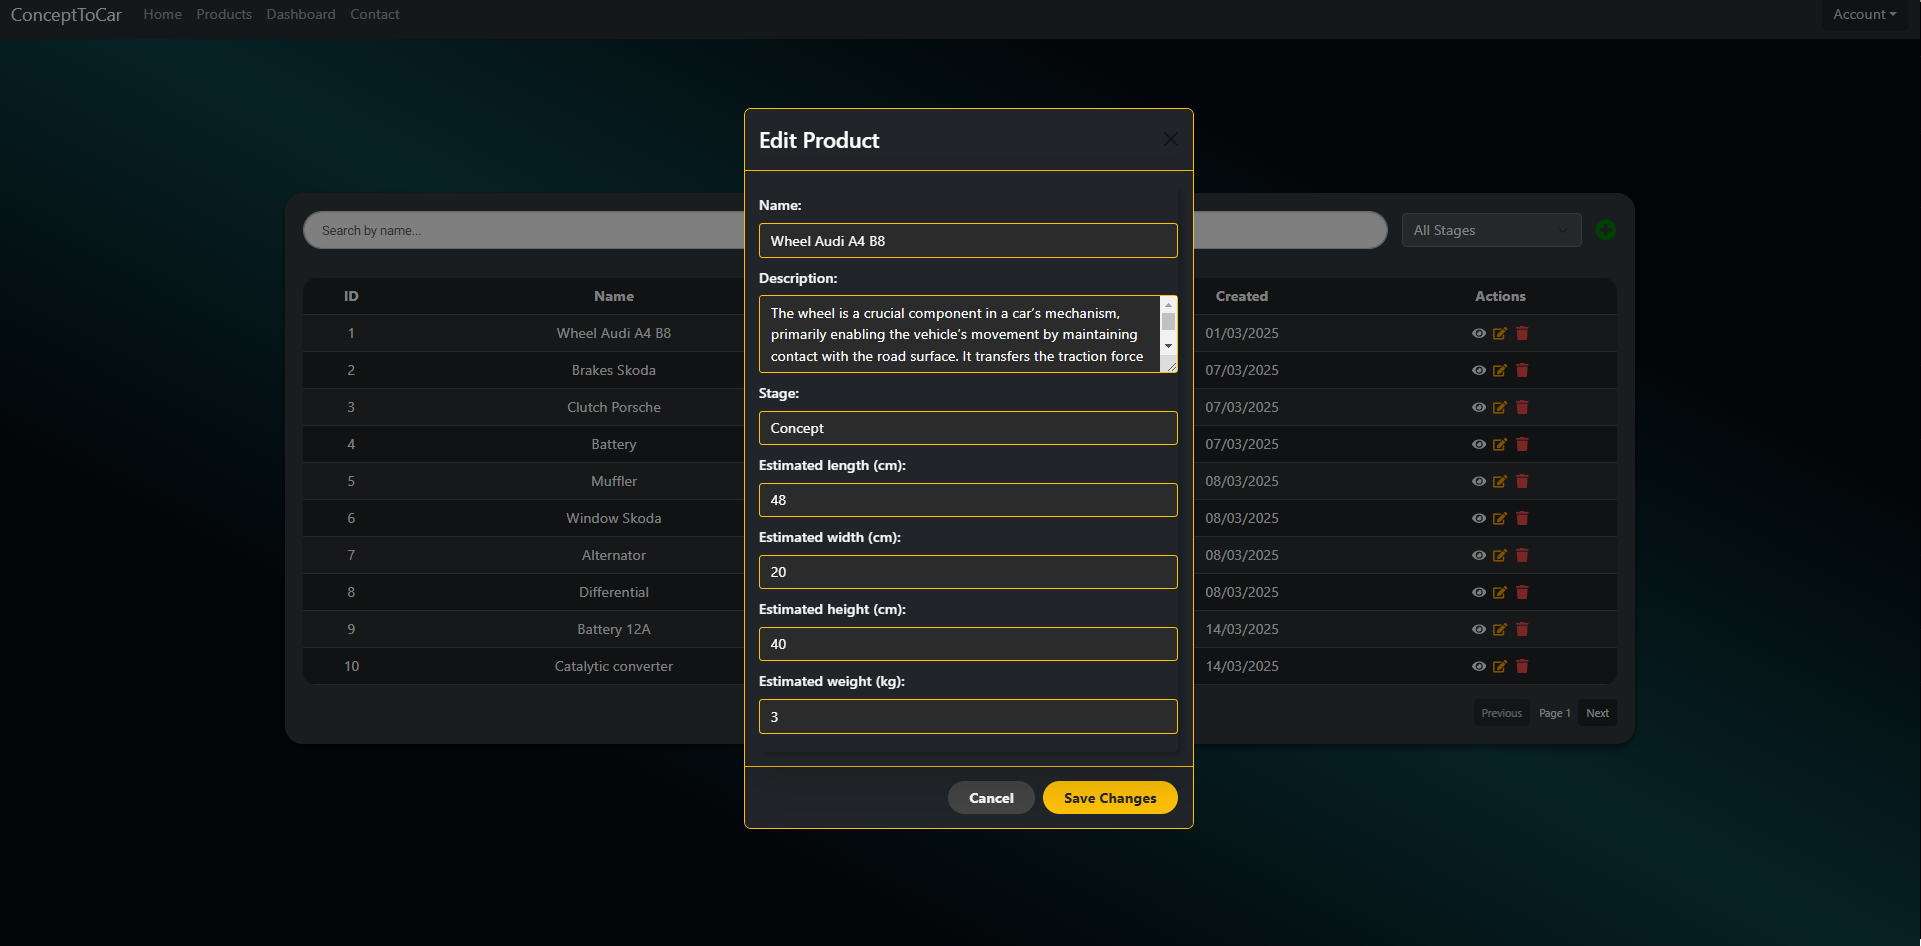 ConceptToCar Home Products Dashboard Contact Account
Edit Product
Search by name...
All Stages
ID Name Created Actions
1 Wheel Audi A4 B8 01/03/2025
2 Brakes Skoda 07/03/2025
3 Clutch Porsche 07/03/2025
4 Battery 07/03/2025
5 Muffler 08/03/2025
6 Window Skoda 08/03/2025
7 Alternator 08/03/2025
8 Differential 08/03/2025
9 Battery 12A 14/03/2025
10 Catalytic converter 14/03/2025
Previous Page 1 Next
Name:
Wheel Audi A4 B8
Description:
The wheel is a crucial component in a car’s mechanism,
primarily enabling the vehicle’s movement by maintaining
contact with the road surface. It transfers the traction force
Stage:
Concept
Estimated length (cm):
48
Estimated width (cm):
20
Estimated height (cm):
40
Estimated weight (kg):
3
Cancel Save Changes